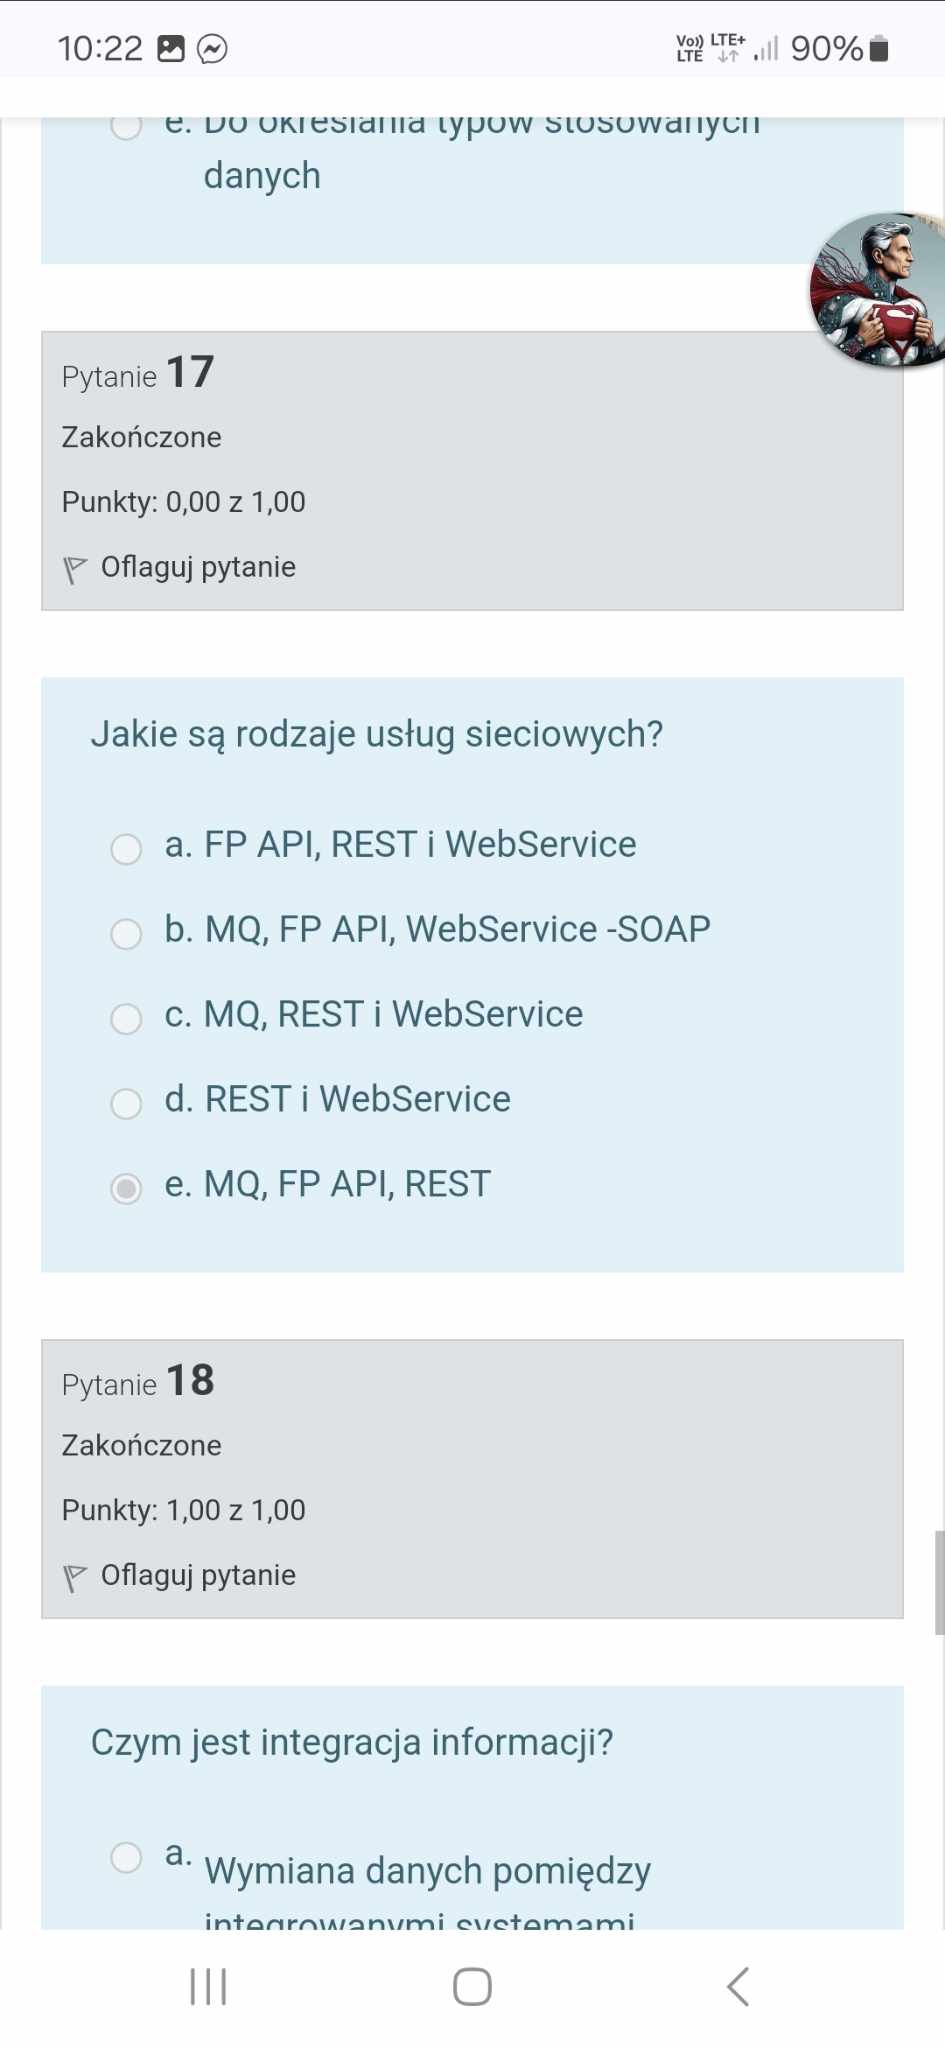 10:22
Vo)) LTE LTE+ 90%
e. Do określania typów stosowanych
danych
Pytanie 17
Zakończone
Punkty: 0,00 z 1,00
Oflaguj pytanie
Jakie są rodzaje usług sieciowych?
a. FP API, REST i WebService
b. MQ, FP API, WebService -SOAP
c. MQ, REST i WebService
d. REST i WebService
e. MQ, FP API, REST
Pytanie 18
Zakończone
Punkty: 1,00 z 1,00
Oflaguj pytanie
Czym jest integracja informacji?
a. Wymiana danych pomiędzy
integrowanymi systemami